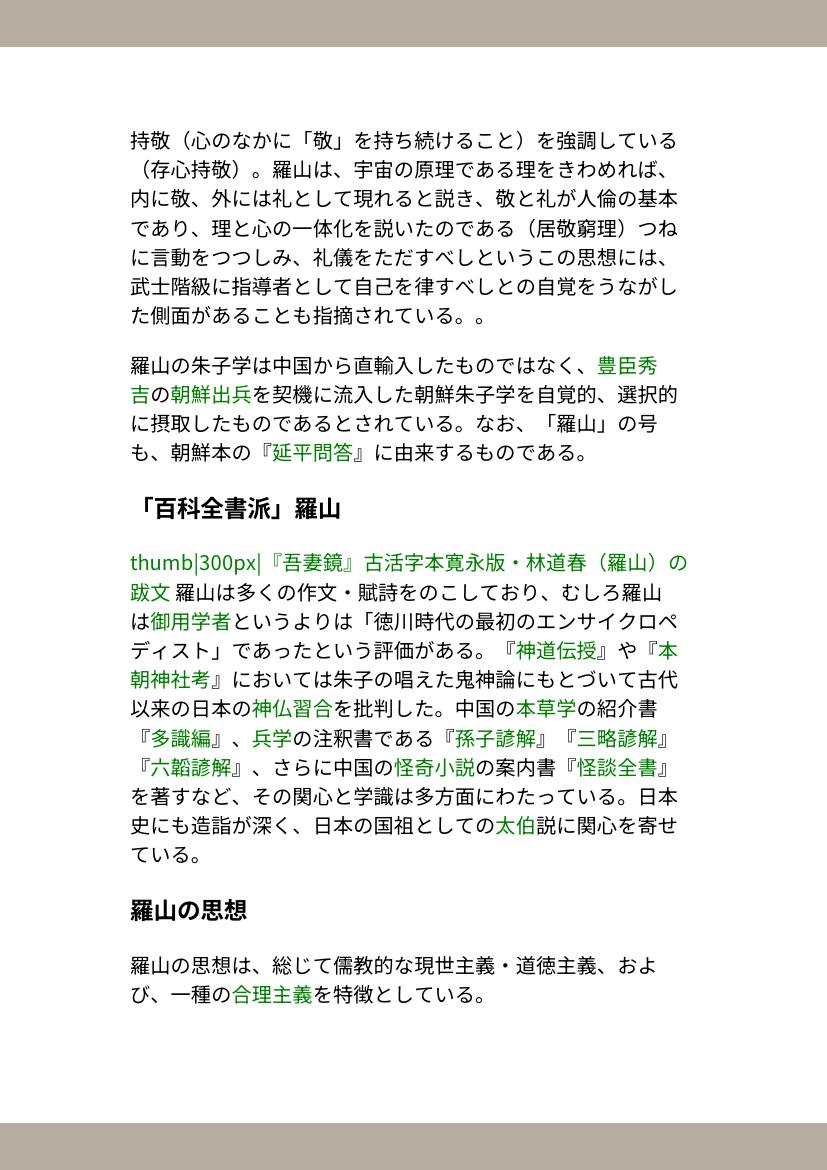 持敬（心のなかに「敬」を持ち続けること）を強調している
（存心持敬）。羅山は、宇宙の原理である理をきわめれば、
内に敬、外には礼として現れると説き、敬と礼が人倫の基本
であり、理と心の一体化を説いたのである（居敬窮理）つね
に言動をつつしみ、礼儀をただすべしというこの思想には、
武士階級に指導者として自己を律すべしとの自覚をうながし
た側面があることも指摘されている。。
羅山の朱子学は中国から直輸入したものではなく、豊臣秀
吉の朝鮮出兵を契機に流入した朝鮮朱子学を自覚的、選択的
に摂取したものであるとされている。なお、「羅山」の号
も、朝鮮本の『延平問答』に由来するものである。
「百科全書派」羅山
thumb|300px|『吾妻鏡』古活字本寛永版・林道春（羅山）の
跋文 羅山は多くの作文・賦詩をのこしており、むしろ羅山
は御用学者というよりは「徳川時代の最初のエンサイクロペ
ディスト」であったという評価がある。『神道伝授』や『本
朝神社考』においては朱子の唱えた鬼神論にもとづいて古代
以来の日本の神仏習合を批判した。中国の本草学の紹介書
『多識編』、兵学の注釈書である『孫子諺解』『三略諺解』
『六韜諺解』、さらに中国の怪奇小説の案内書『怪談全書』
を著すなど、その関心と学識は多方面にわたっている。日本
史にも造詣が深く、日本の国祖としての太伯説に関心を寄せ
ている。
羅山の思想
羅山の思想は、総じて儒教的な現世主義・道徳主義、およ
び、一種の合理主義を特徴としている。